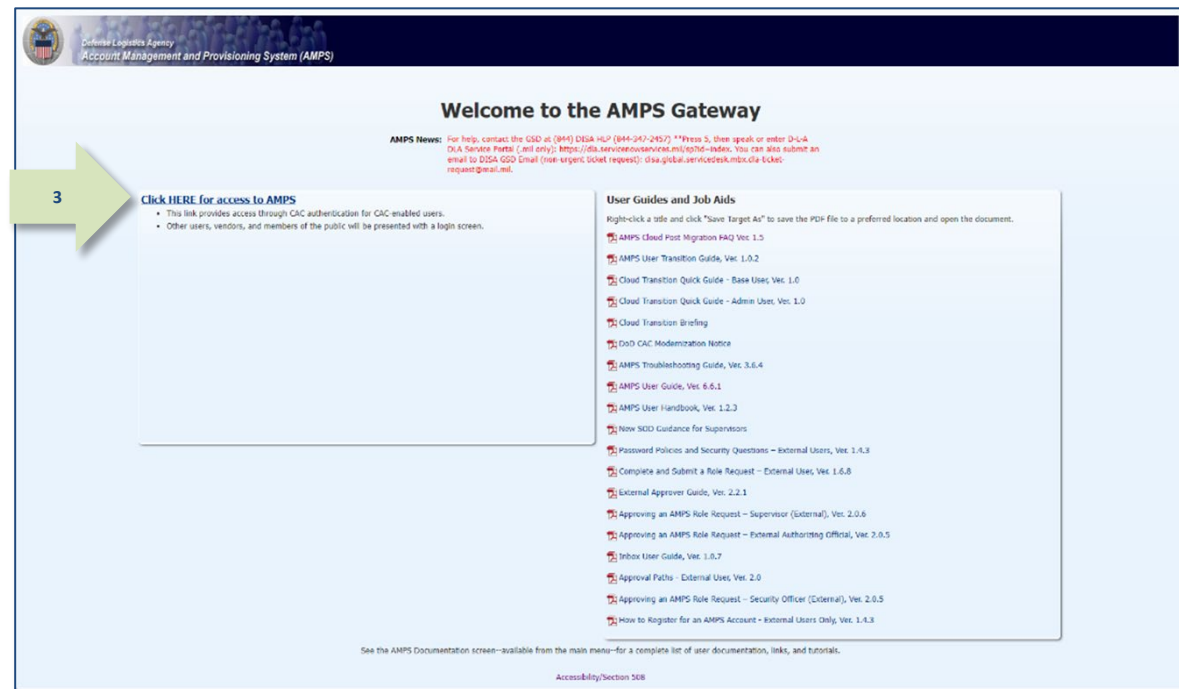 Defense Logistics Agency
Account Management and Provisioning System (AMPS)
Welcome to the AMPS Gateway
AMPS News: For help, contact the GSD at (844) DISA HLP (844-347-2457) **Press 5, then speak or enter D-L-A
DLA Service Portal (.mil only): https://dla.servicenowservices.mil/sp?id=index. You can also submit an
email to DISA GSD Email (non-urgent ticket request): disa.global.servicedesk.mbx.dla-ticket-
request@mail.mil.
3
Click HERE for access to AMPS
• This link provides access through CAC authentication for CAC-enabled users.
• Other users, vendors, and members of the public will be presented with a login screen.
User Guides and Job Aids
Right-click a title and click "Save Target As" to save the PDF file to a preferred location and open the document.
AMPS Cloud Post Migration FAQ Ver. 1.5
AMPS User Transition Guide, Ver. 1.0.2
Cloud Transition Quick Guide - Base User, Ver. 1.0
Cloud Transition Quick Guide - Admin User, Ver. 1.0
Cloud Transition Briefing
DoD CAC Modernization Notice
AMPS Troubleshooting Guide, Ver. 3.6.4
AMPS User Guide, Ver. 6.6.1
AMPS User Handbook, Ver. 1.2.3
New SOD Guidance for Supervisors
Password Policies and Security Questions – External Users, Ver. 1.4.3
Complete and Submit a Role Request – External User, Ver. 1.6.8
External Approver Guide, Ver. 2.2.1
Approving an AMPS Role Request – Supervisor (External), Ver. 2.0.6
Approving an AMPS Role Request – External Authorizing Official, Ver. 2.0.5
Inbox User Guide, Ver. 1.0.7
Approval Paths - External User, Ver. 2.0
Approving an AMPS Role Request – Security Officer (External), Ver. 2.0.5
How to Register for an AMPS Account - External Users Only, Ver. 1.4.3
See the AMPS Documentation screen--available from the main menu--for a complete list of user documentation, links, and tutorials.
Accessibility/Section 508